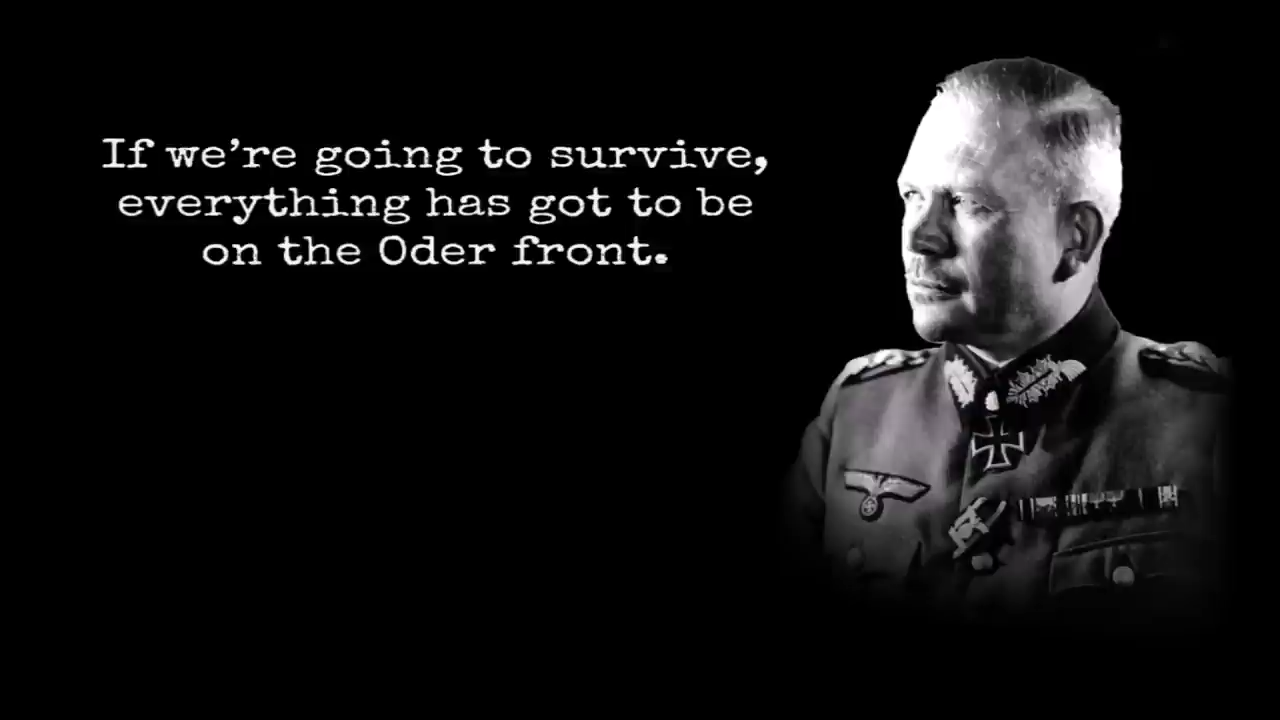 If we’re going to survive,
everything has got to be
on the Oder front.